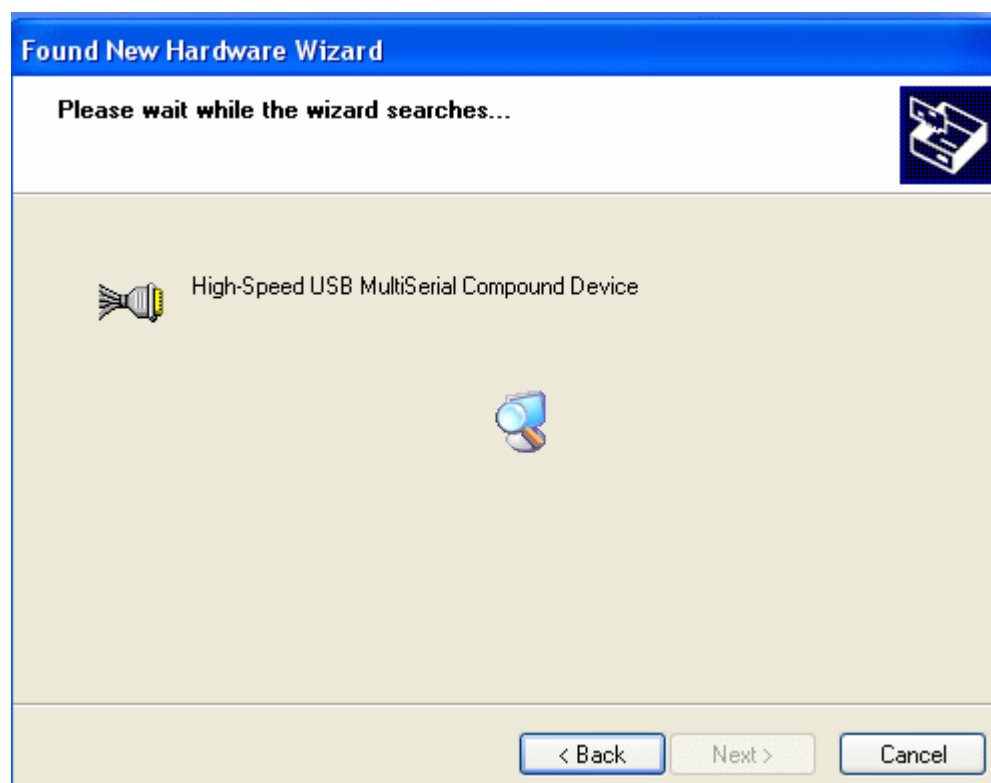 Found New Hardware Wizard
Please wait while the wizard searches...
High-Speed USB MultiSerial Compound Device
< Back
Next >
Cancel